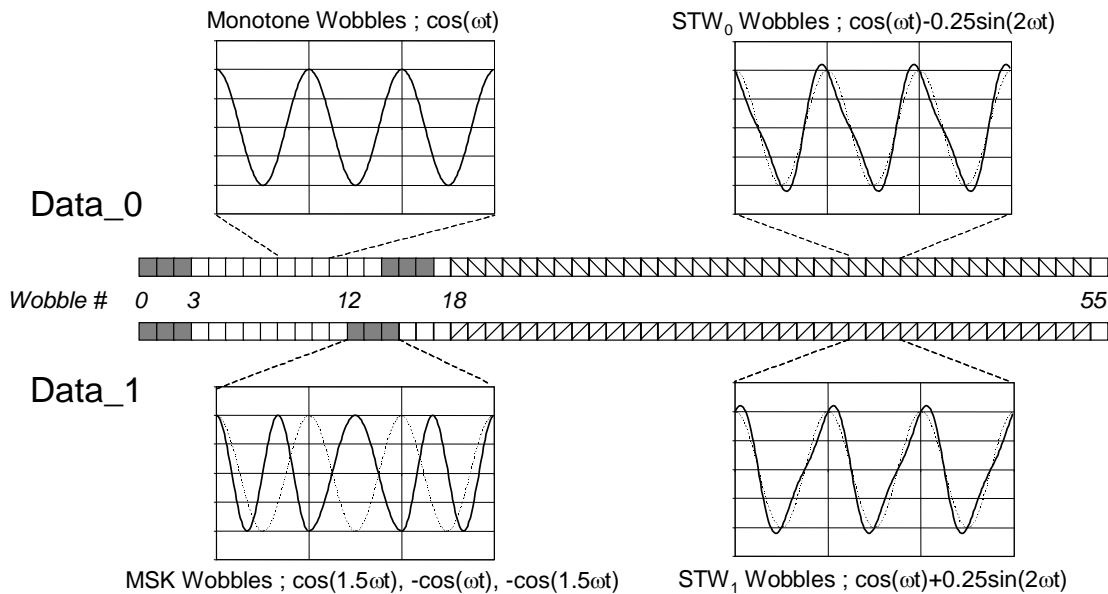 Monotone Wobbles ; cos(ωt)
STW₀ Wobbles ; cos(ωt)-0.25sin(2ωt)
Data_0
Wobble # 0 3 12 18 55
Data_1
MSK Wobbles ; cos(1.5ωt), -cos(ωt), -cos(1.5ωt)
STW₁ Wobbles ; cos(ωt)+0.25sin(2ωt)